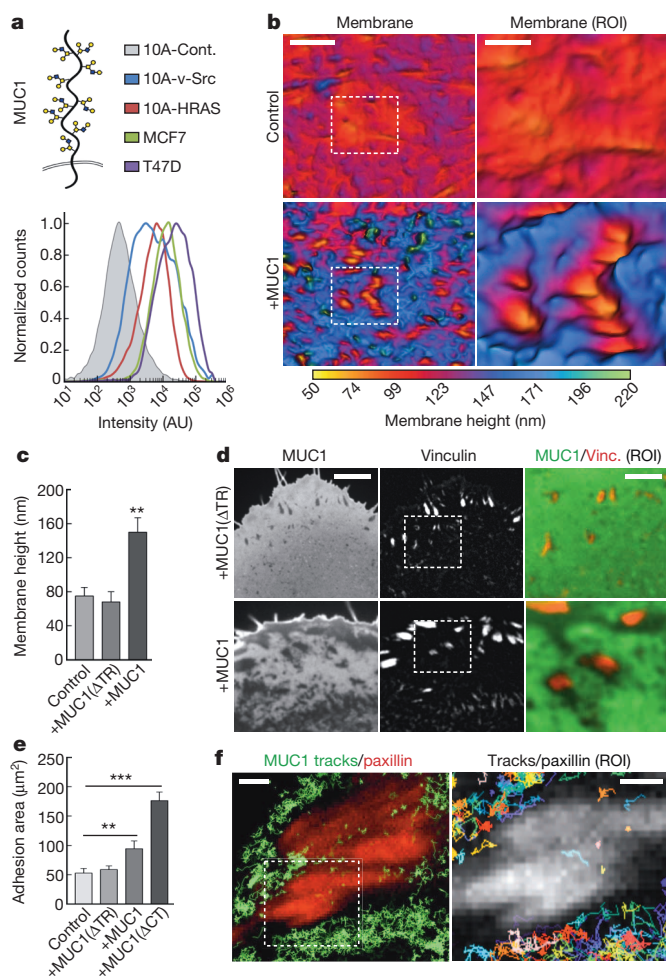 a
MUC1
10A-Cont.
10A-v-Src
10A-HRAS
MCF7
T47D
Normalized counts
1.0
0.8
0.6
0.4
0.2
0
10¹ 10² 10³ 10⁴ 10⁵ 10⁶
Intensity (AU)
b
Membrane Membrane (ROI)
Control
+MUC1
50 74 99 123 147 171 196 220
Membrane height (nm)
c
Membrane height (nm)
200
160
120
80
40
0
**
Control
+MUC1(ΔTR)
+MUC1
d
MUC1 Vinculin MUC1/Vinc. (ROI)
+MUC1(ΔTR)
+MUC1
e
Adhesion area (μm²)
250
200
150
100
50
0
***
**
Control
+MUC1(ΔTR)
+MUC1
+MUC1(ΔCT)
f
MUC1 tracks/paxillin Tracks/paxillin (ROI)